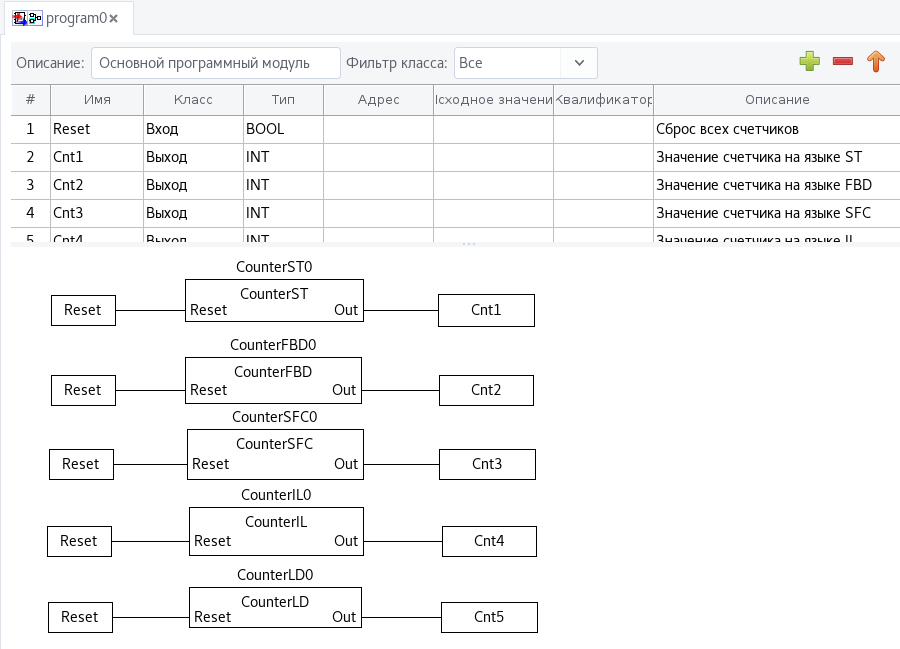 program0
Описание: Основной программный модуль Фильтр класса: Все
# Имя Класс Тип Адрес Исходное значени Квалификатор Описание
1 Reset Вход BOOL Сброс всех счетчиков
2 Cnt1 Выход INT Значение счетчика на языке ST
3 Cnt2 Выход INT Значение счетчика на языке FBD
4 Cnt3 Выход INT Значение счетчика на языке SFC
5 Cnt4 Выход INT Значение счетчика на языке IL
CounterST0
CounterST
Reset Reset Out Cnt1
CounterFBD0
CounterFBD
Reset Reset Out Cnt2
CounterSFC0
CounterSFC
Reset Reset Out Cnt3
CounterIL0
CounterIL
Reset Reset Out Cnt4
CounterLD0
CounterLD
Reset Reset Out Cnt5